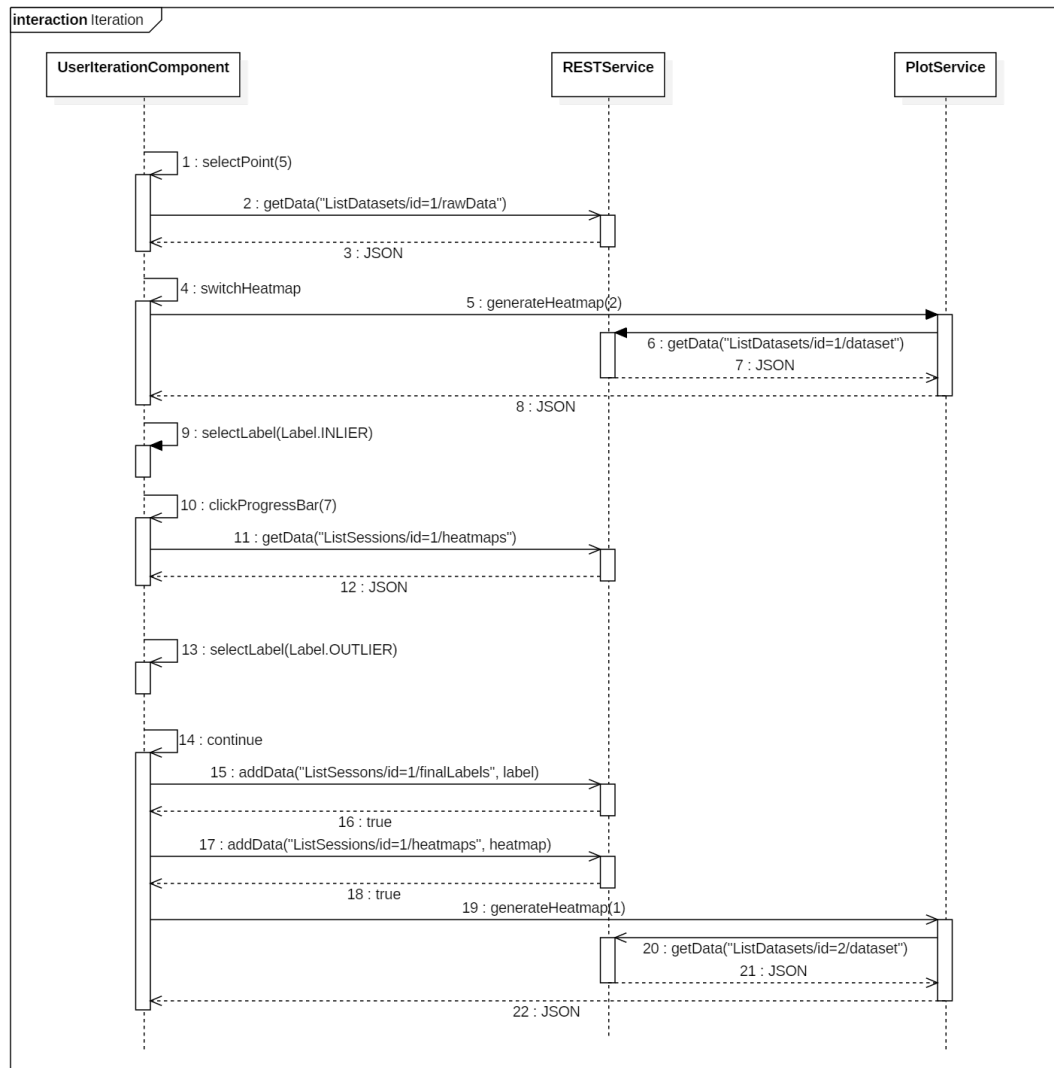 interaction Iteration
UserIterationComponent
RESTService
PlotService
1 : selectPoint(5)
2 : getData("ListDatasets/id=1/rawData")
3 : JSON
4 : switchHeatmap
5 : generateHeatmap(2)
6 : getData("ListDatasets/id=1/dataset")
7 : JSON
8 : JSON
9 : selectLabel(Label.INLIER)
10 : clickProgressBar(7)
11 : getData("ListSessions/id=1/heatmaps")
12 : JSON
13 : selectLabel(Label.OUTLIER)
14 : continue
15 : addData("ListSessons/id=1/finalLabels", label)
16 : true
17 : addData("ListSessions/id=1/heatmaps", heatmap)
18 : true
19 : generateHeatmap(1)
20 : getData("ListDatasets/id=2/dataset")
21 : JSON
22 : JSON